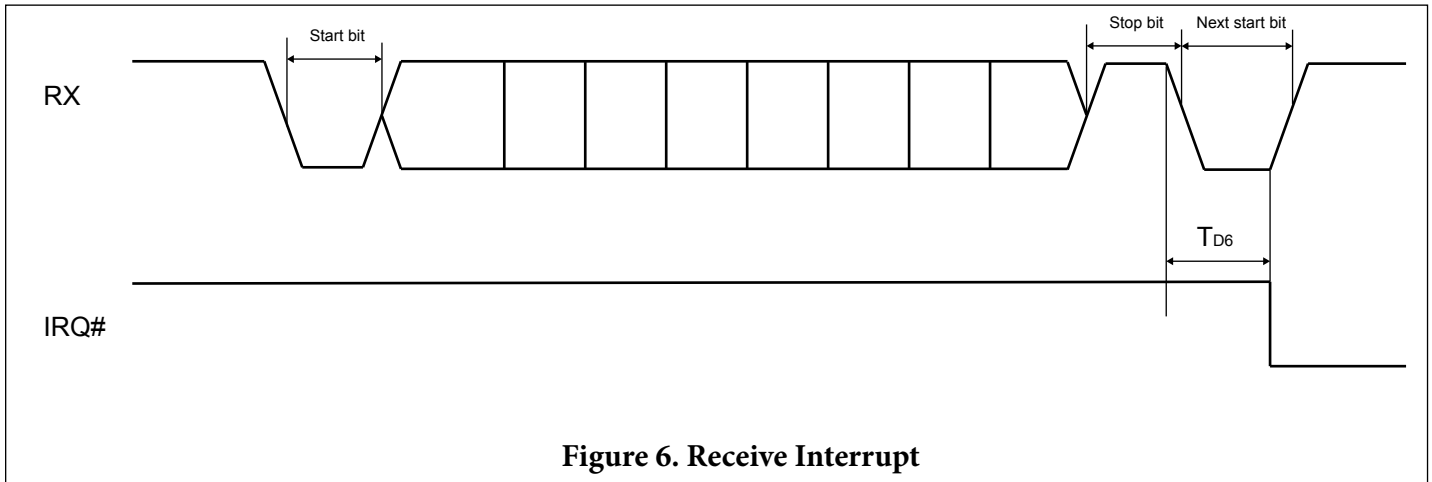 Start bit
Stop bit
Next start bit
RX
TD6
IRQ#
Figure 6. Receive Interrupt